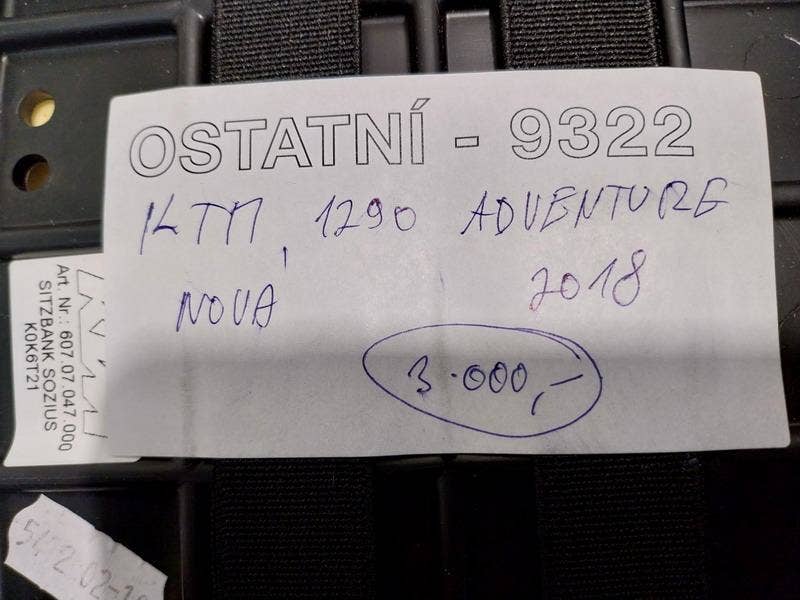 OSTATNÍ - 9322
KTM 1290 ADVENTURE
NOVÁ 2018
3.000,-
Art. Nr.: 607.07.047.000
SITZBANK SOZIUS
K0K6T21